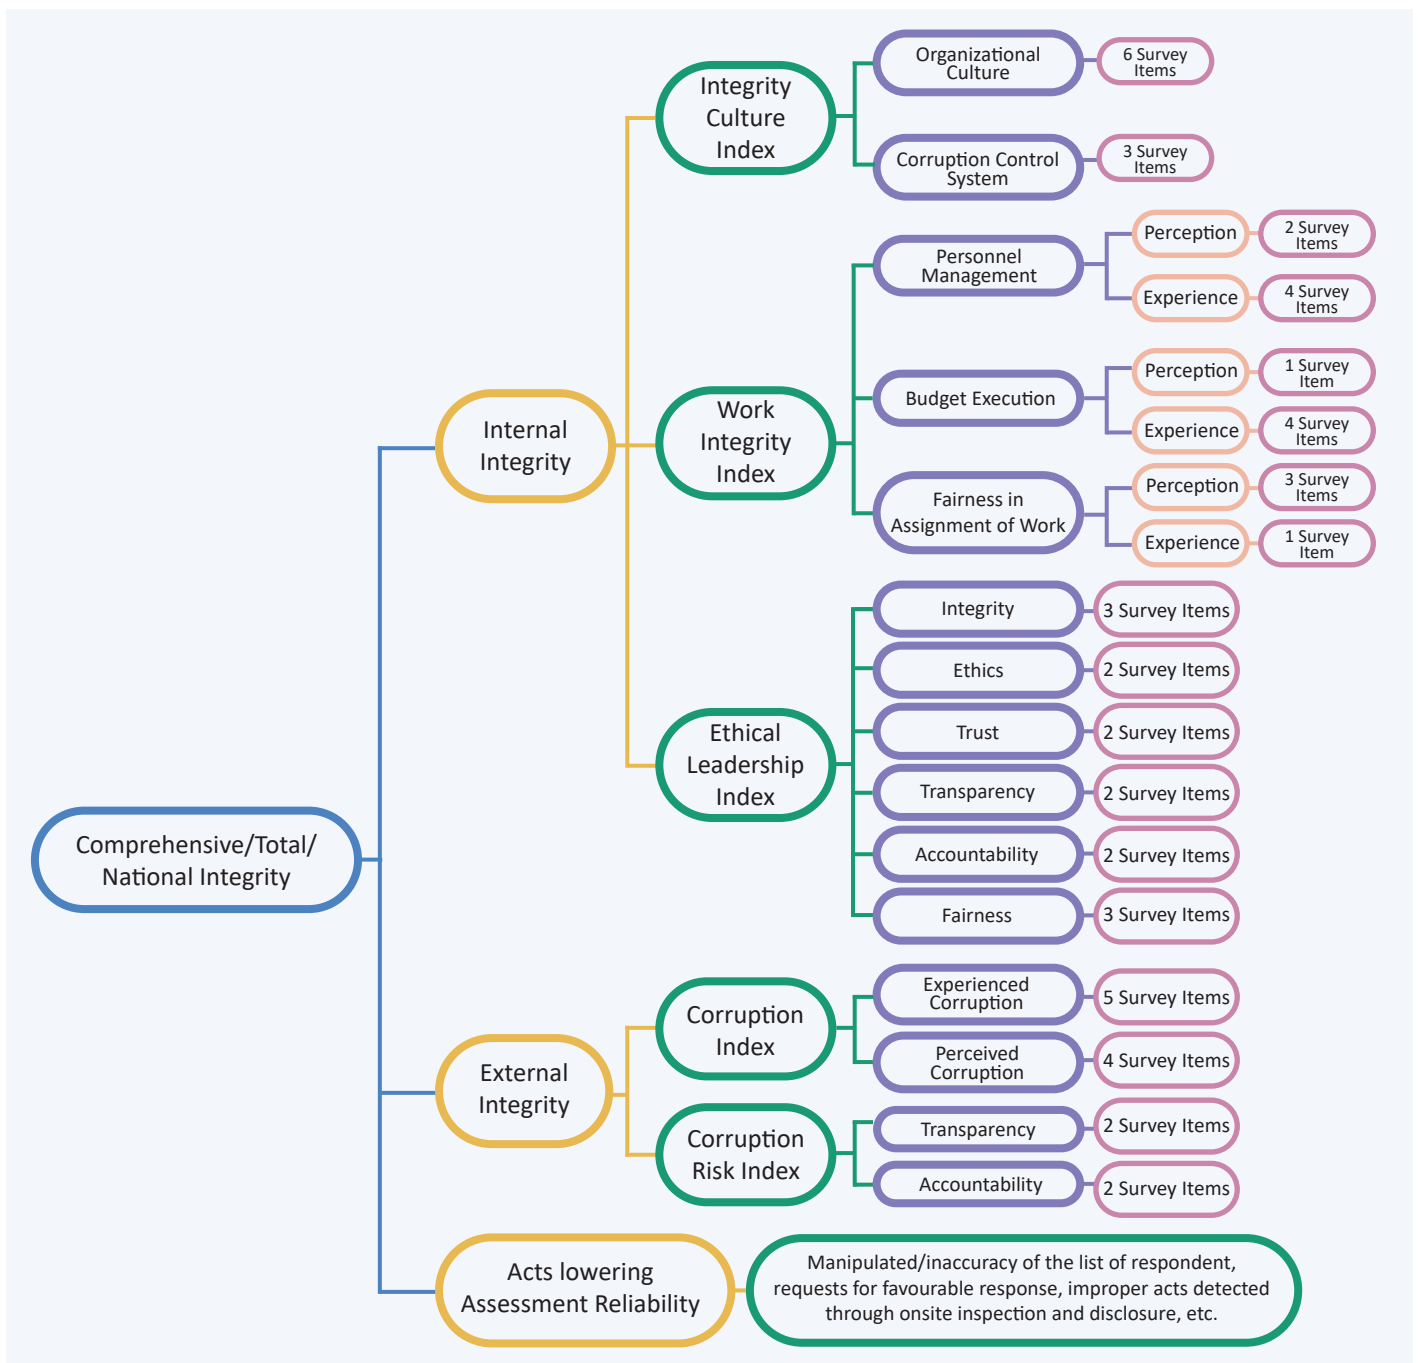 Comprehensive/Total/
National Integrity
Internal
Integrity
Integrity
Culture
Index
Organizational
Culture
6 Survey
Items
Corruption Control
System
3 Survey
Items
Work
Integrity
Index
Personnel
Management
Perception
2 Survey
Items
Experience
4 Survey
Items
Budget Execution
Perception
1 Survey
Item
Experience
4 Survey
Items
Fairness in
Assignment of Work
Perception
3 Survey
Items
Experience
1 Survey
Item
Ethical
Leadership
Index
Integrity
3 Survey Items
Ethics
2 Survey Items
Trust
2 Survey Items
Transparency
2 Survey Items
Accountability
2 Survey Items
Fairness
3 Survey Items
External
Integrity
Corruption
Index
Experienced
Corruption
5 Survey Items
Perceived
Corruption
4 Survey Items
Corruption
Risk Index
Transparency
2 Survey Items
Accountability
2 Survey Items
Acts lowering
Assessment Reliability
Manipulated/inaccuracy of the list of respondent,
requests for favourable response, improper acts detected
through onsite inspection and disclosure, etc.